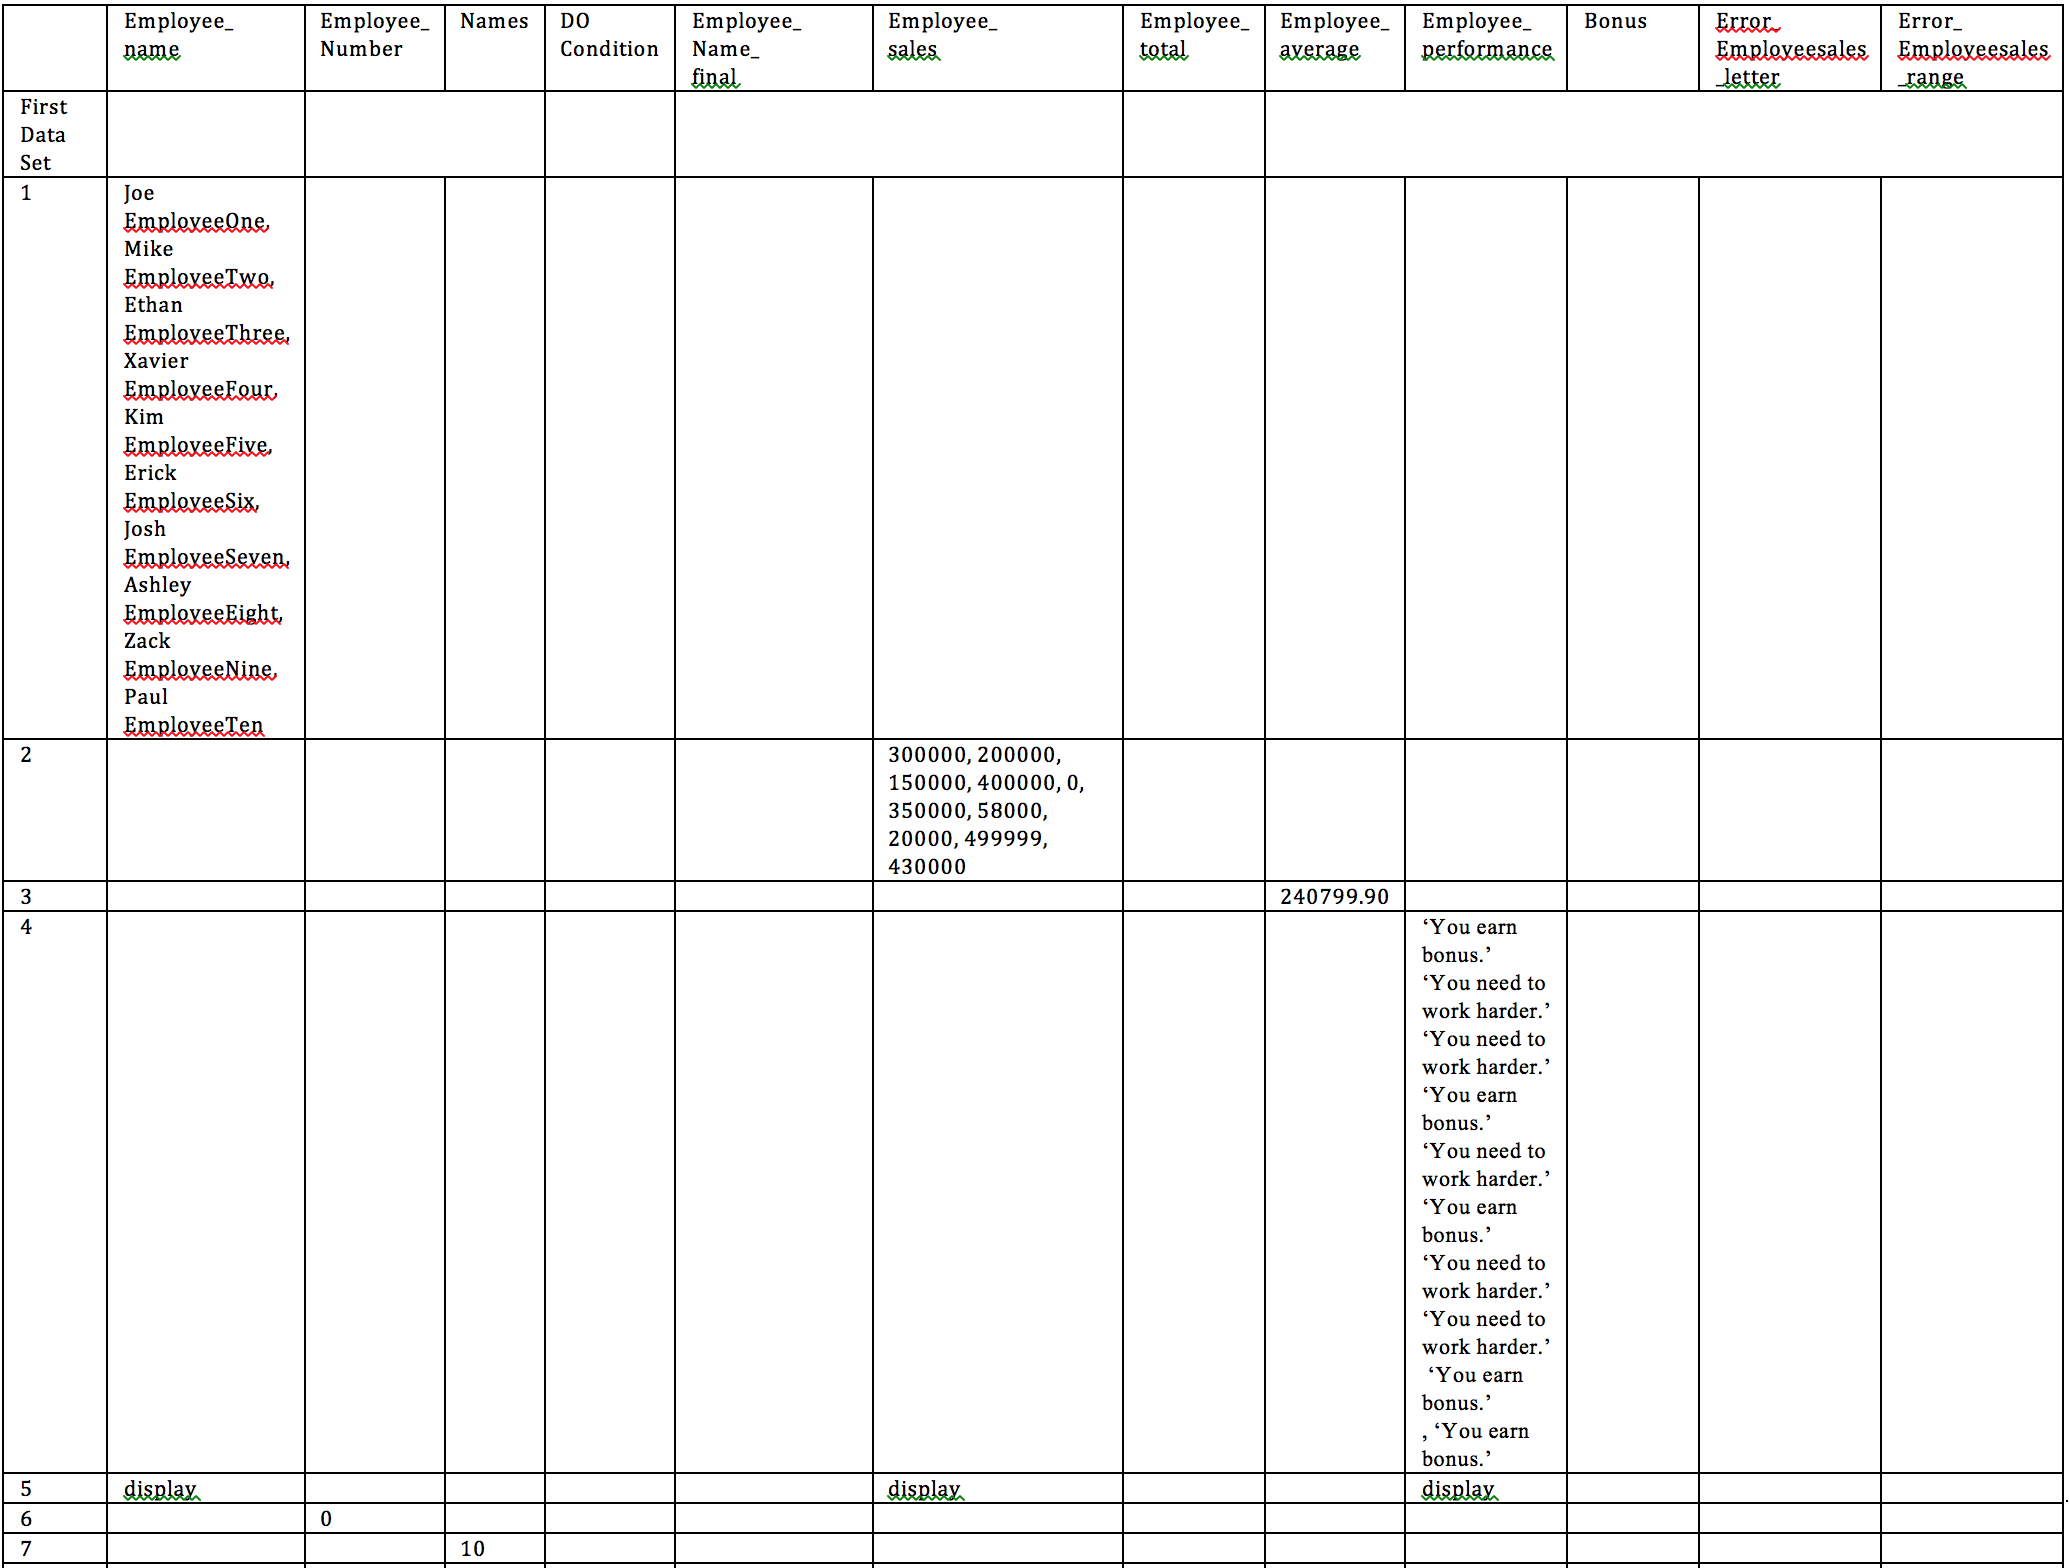 Employee_
name
Employee_
Number
Names
DO
Condition
Employee_
Name_
final
Employee_
sales
Employee_
total
Employee_
average
Employee_
performance
Bonus
Error_
Employeesales
_letter
Error_
Employeesales
_range
First
Data
Set
1
Joe
EmployeeOne,
Mike
EmployeeTwo,
Ethan
EmployeeThree,
Xavier
EmployeeFour,
Kim
EmployeeFive,
Erick
EmployeeSix,
Josh
EmployeeSeven,
Ashley
EmployeeEight,
Zack
EmployeeNine,
Paul
EmployeeTen
2
300000, 200000,
150000, 400000, 0,
350000, 58000,
20000, 499999,
430000
3
240799.90
4
‘You earn
bonus.’
‘You need to
work harder.’
‘You need to
work harder.’
‘You earn
bonus.’
‘You need to
work harder.’
‘You earn
bonus.’
‘You need to
work harder.’
‘You need to
work harder.’
‘You earn
bonus.’
, ‘You earn
bonus.’
5
display
display
display
6
0
7
10